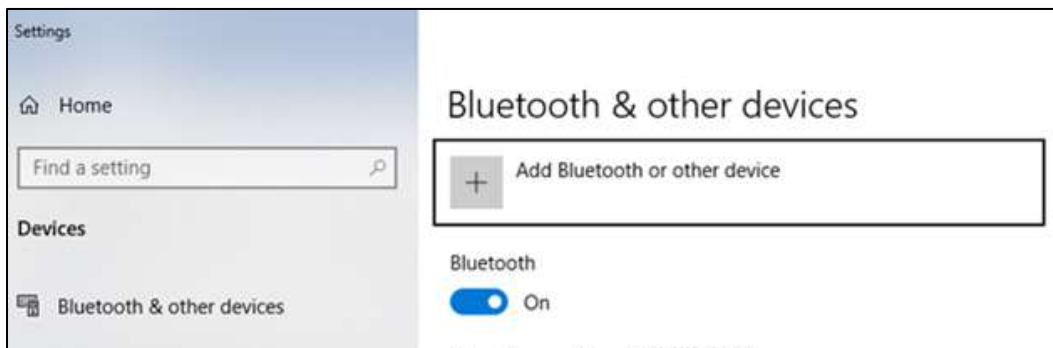 Settings
Home
Find a setting
Devices
Bluetooth & other devices
Bluetooth & other devices
Add Bluetooth or other device
Bluetooth
On